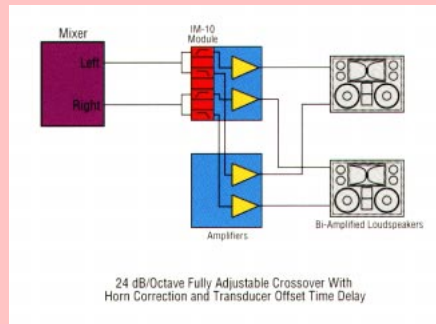 IM-10
Module
Mixer
Left
Right
Amplifiers
Bi-Amplified Loudspeakers
24 dB/Octave Fully Adjustable Crossover With
Horn Correction and Transducer Offset Time Delay